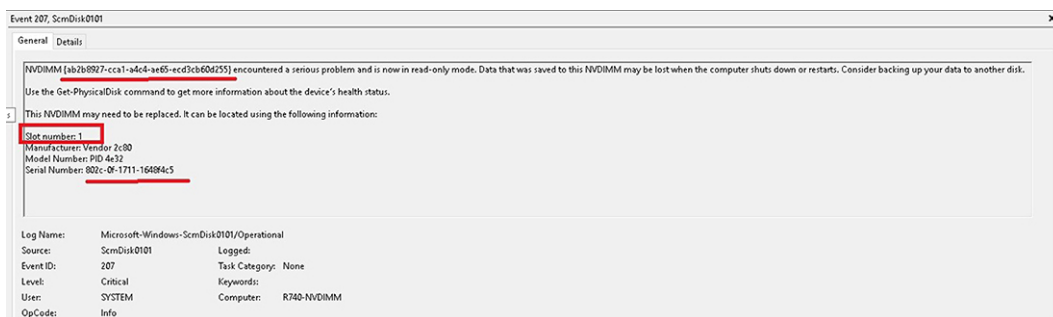 Event 207, ScmDisk0101
General Details
NVDIMM {ab2b8927-cca1-a4c4-ae65-ecd3cb60d255} encountered a serious problem and is now in read-only mode. Data that was saved to this NVDIMM may be lost when the computer shuts down or restarts. Consider backing up your data to another disk.
Use the Get-PhysicalDisk command to get more information about the device's health status.
This NVDIMM may need to be replaced. It can be located using the following information:
s
Slot number: 1
Manufacturer: Vendor 2c80
Model Number: PID 4e32
Serial Number: 802c-0f-1711-1648f4c5
Log Name: Microsoft-Windows-ScmDisk0101/Operational
Source: ScmDisk0101 Logged:
Event ID: 207 Task Category: None
Level: Critical Keywords:
User: SYSTEM Computer: R740-NVDIMM
OpCode: Info